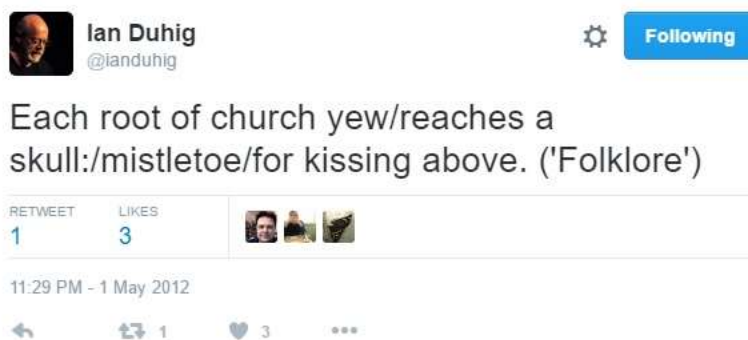 Ian Duhig
@ianduhig
Following
Each root of church yew/reaches a
skull:/mistletoe/for kissing above. ('Folklore')
RETWEET LIKES
1 3
11:29 PM - 1 May 2012
1 3